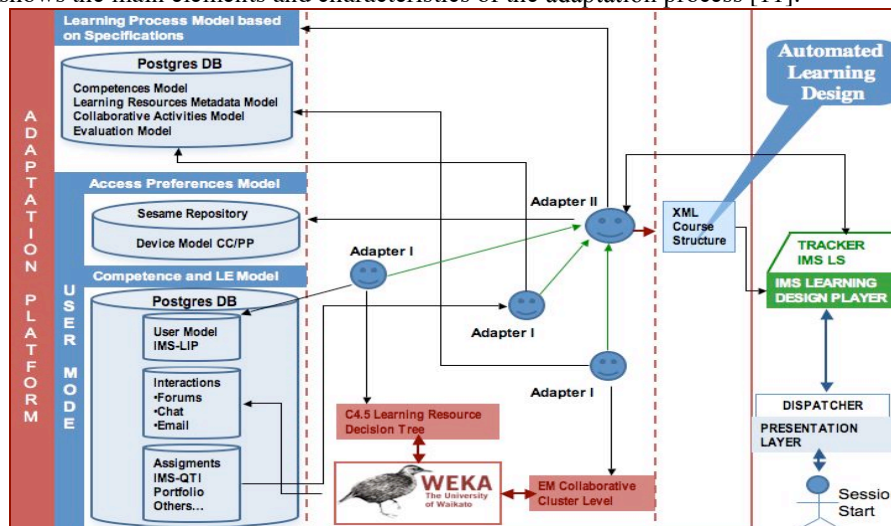 shows the main elements and characteristics of the adaptation process [11].
ADAPTATION PLATFORM
Learning Process Model based
on Specifications
Postgres DB
Competences Model
Learning Resources Metadata Model
Collaborative Activities Model
Evaluation Model
USER MODE
Access Preferences Model
Sesame Repository
Device Model CC/PP
Competence and LE Model
Postgres DB
User Model
IMS-LIP
Interactions
•Forums
•Chat
•Email
Assigments
IMS-QTI
Portfolio
Others...
Adapter I
Adapter I
Adapter I
Adapter II
C4.5 Learning Resource
Decision Tree
WEKA
The University
of Waikato
EM Collaborative
Cluster Level
XML
Course
Structure
Automated
Learning
Design
TRACKER
IMS LS
IMS LEARNING
DESIGN PLAYER
DISPATCHER
PRESENTATION
LAYER
Sessio
Start